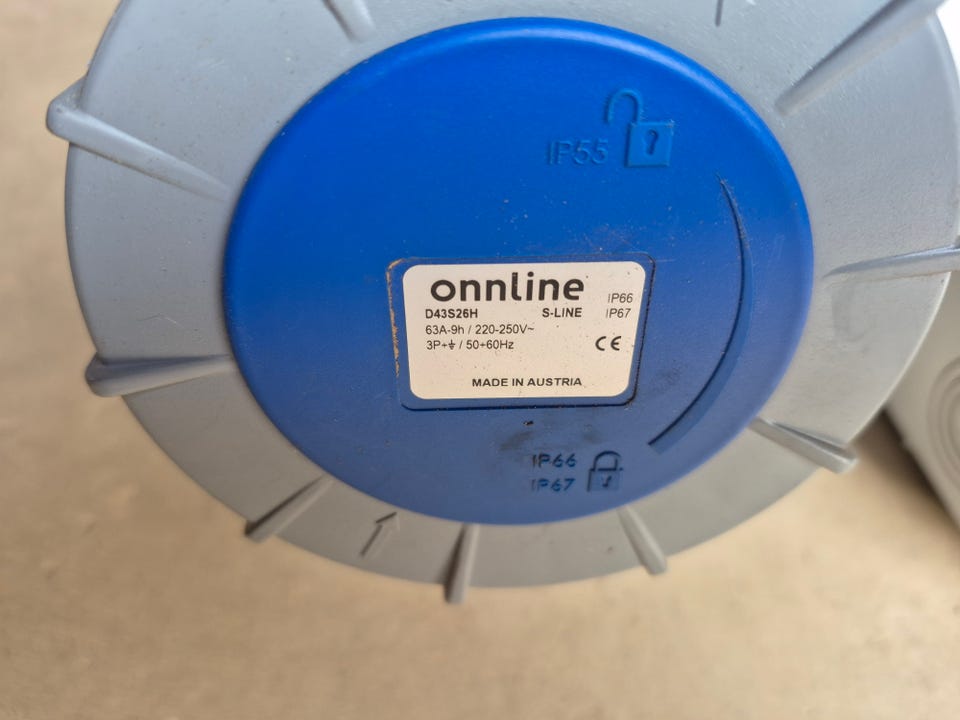 IP55
onnline
IP66
D43S26H S-LINE IP67
63A-9h / 220-250V~
3P+⏚ / 50+60Hz CE
MADE IN AUSTRIA
IP66
IP67